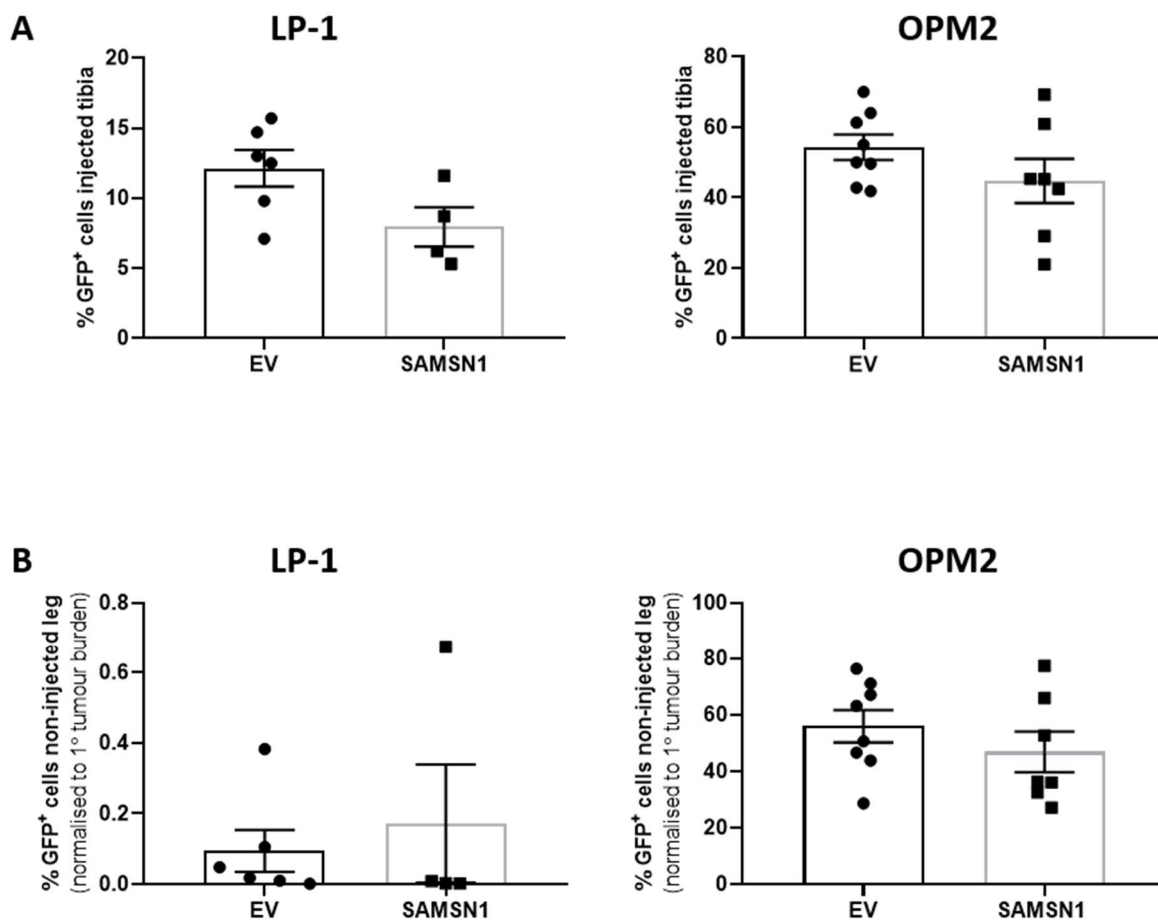 A
LP-1
% GFP⁺ cells injected tibia
20
15
10
5
0
EV
SAMSN1
OPM2
% GFP⁺ cells injected tibia
80
60
40
20
0
EV
SAMSN1
B
LP-1
% GFP⁺ cells non-injected leg
(normalised to 1° tumour burden)
0.8
0.6
0.4
0.2
0.0
EV
SAMSN1
OPM2
% GFP⁺ cells non-injected leg
(normalised to 1° tumour burden)
100
80
60
40
20
0
EV
SAMSN1